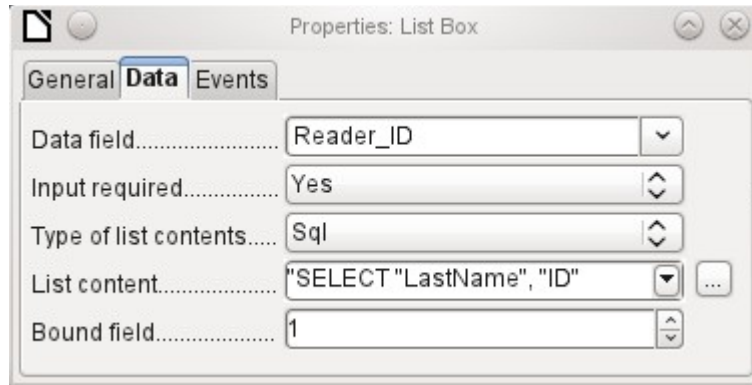 Properties: List Box
General Data Events
Data field........................ Reader_ID
Input required................ Yes
Type of list contents..... Sql
List content.................... "SELECT "LastName", "ID" ...
Bound field.................... 1